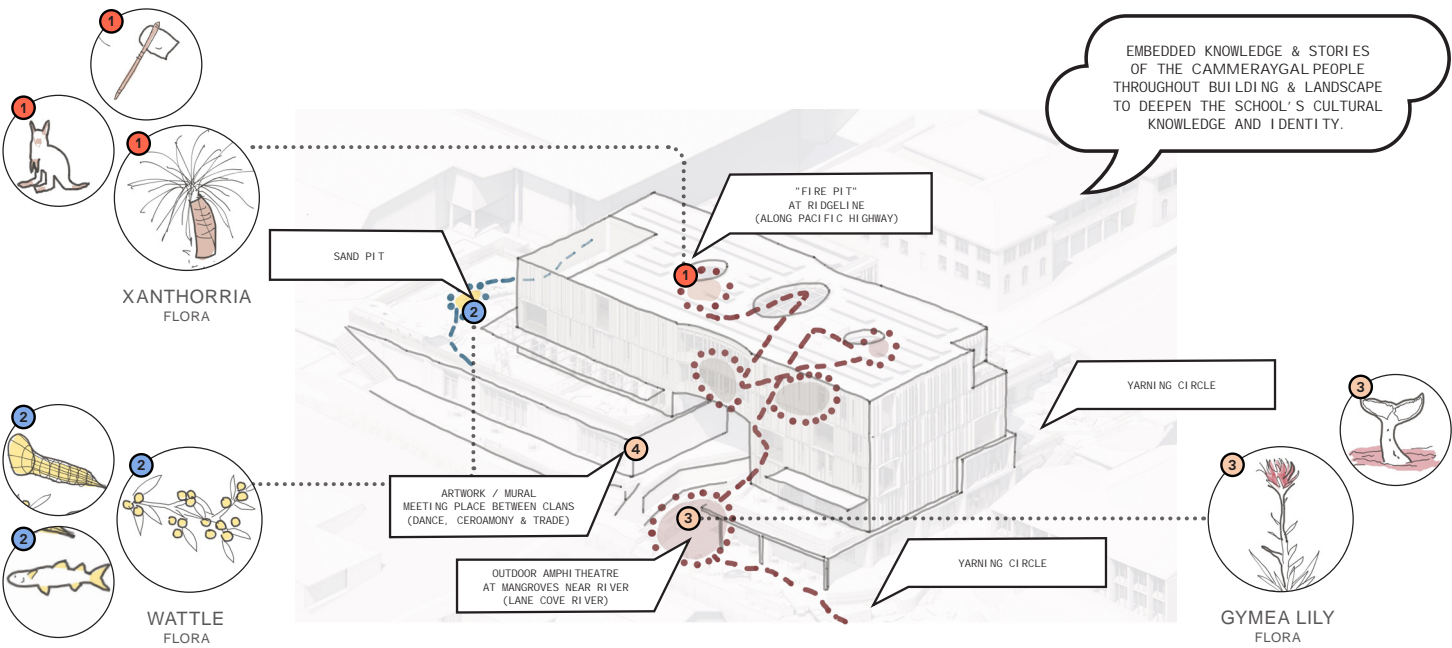 1
1
1
XANTHORRIA
FLORA
EMBEDDED KNOWLEDGE & STORIES
OF THE CAMMERAYGAL PEOPLE
THROUGHOUT BUILDING & LANDSCAPE
TO DEEPEN THE SCHOOL'S CULTURAL
KNOWLEDGE AND IDENTITY.
"FIRE PIT"
AT RIDGELINE
(ALONG PACIFIC HIGHWAY)
1
SAND PIT
2
YARNING CIRCLE
3
3
2
2
2
WATTLE
FLORA
4
ARTWORK / MURAL
MEETING PLACE BETWEEN CLANS
(DANCE, CEROAMONY & TRADE)
3
OUTDOOR AMPHITHEATRE
AT MANGROVES NEAR RIVER
(LANE COVE RIVER)
YARNING CIRCLE
GYMEA LILY
FLORA